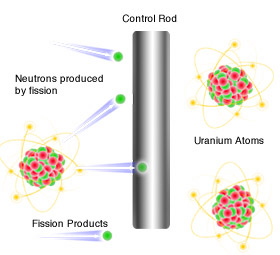 Control Rod
Neutrons produced
by fission
Uranium Atoms
Fission Products